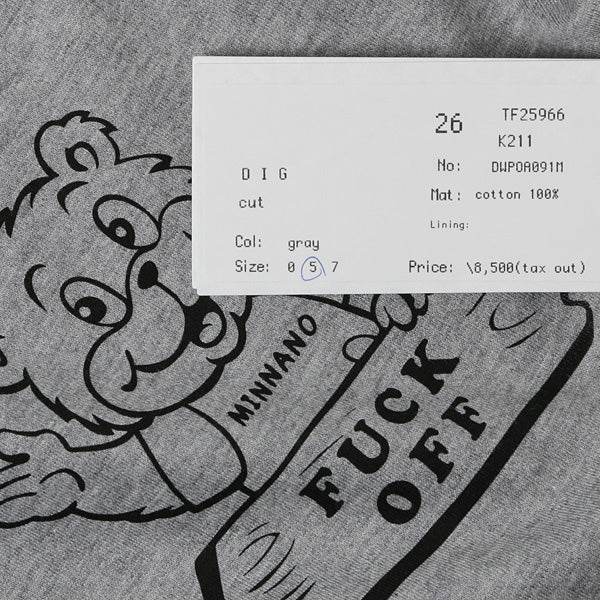 26
TF25966
K211
D I G
cut
No: DWPOA091M
Mat: cotton 100%
Lining:
Col: gray
Size: 0 5 7
Price: \8,500(tax out)
MINNANO
FUCK
OFF